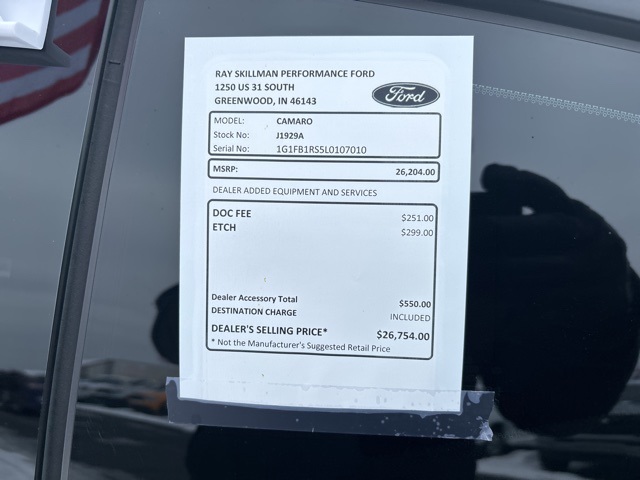 RAY SKILLMAN PERFORMANCE FORD
1250 US 31 SOUTH
GREENWOOD, IN 46143
Ford
MODEL: CAMARO
Stock No: J1929A
Serial No: 1G1FB1RS5L0107010
MSRP: 26,204.00
DEALER ADDED EQUIPMENT AND SERVICES
DOC FEE $251.00
ETCH $299.00
Dealer Accessory Total $550.00
DESTINATION CHARGE INCLUDED
DEALER'S SELLING PRICE* $26,754.00
* Not the Manufacturer's Suggested Retail Price